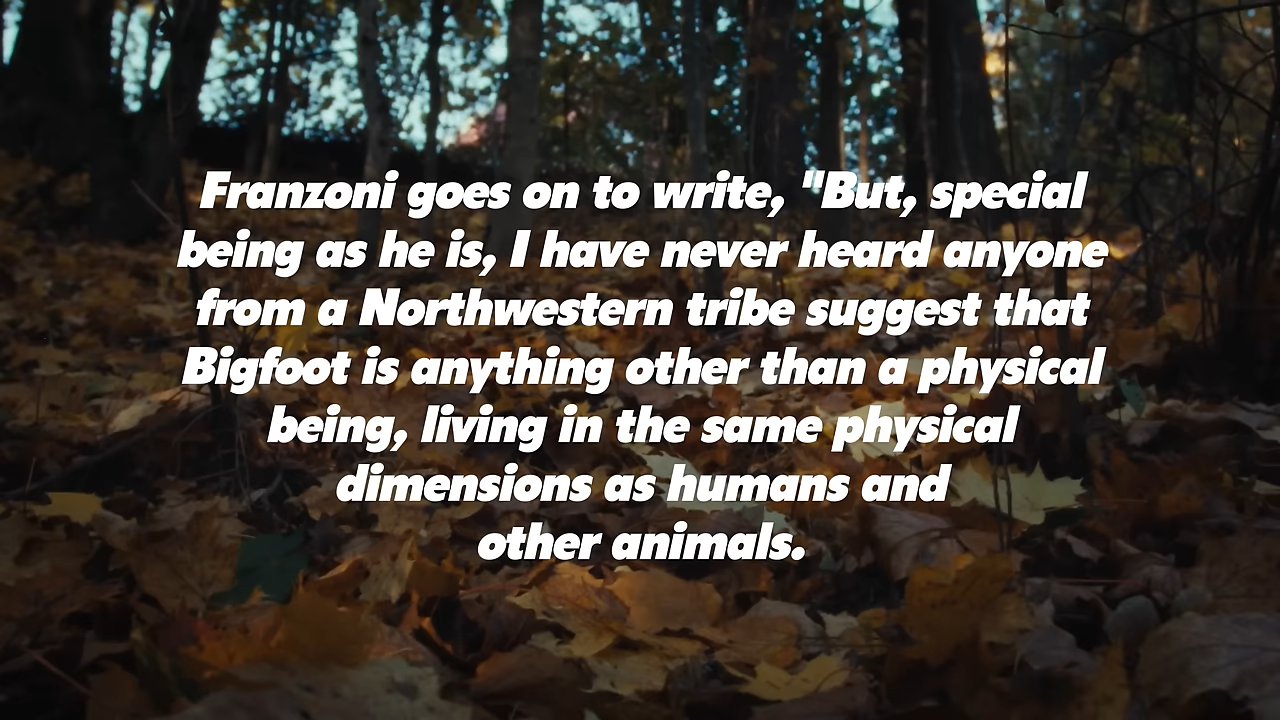 Franzoni goes on to write, "But, special
being as he is, I have never heard anyone
from a Northwestern tribe suggest that
Bigfoot is anything other than a physical
being, living in the same physical
dimensions as humans and
other animals.